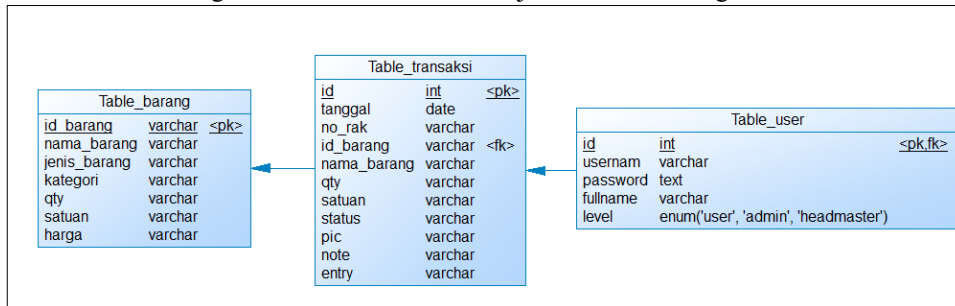 Table_barang
id_barang varchar <pk>
nama_barang varchar
jenis_barang varchar
kategori varchar
qty varchar
satuan varchar
harga varchar
Table_transaksi
id int <pk>
tanggal date
no_rak varchar
id_barang varchar <fk>
nama_barang varchar
qty varchar
satuan varchar
status varchar
pic varchar
note varchar
entry varchar
Table_user
id int <pk,fk>
usernam varchar
password text
fullname varchar
level enum('user', 'admin', 'headmaster')